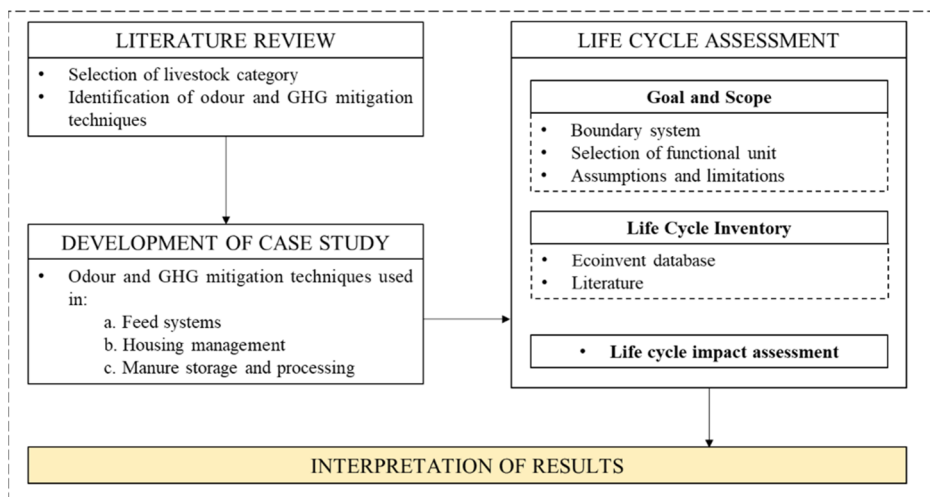 LITERATURE REVIEW
• Selection of livestock category
• Identification of odour and GHG mitigation
techniques
DEVELOPMENT OF CASE STUDY
• Odour and GHG mitigation techniques used
in:
a. Feed systems
b. Housing management
c. Manure storage and processing
LIFE CYCLE ASSESSMENT
Goal and Scope
• Boundary system
• Selection of functional unit
• Assumptions and limitations
Life Cycle Inventory
• Ecoinvent database
• Literature
• Life cycle impact assessment
INTERPRETATION OF RESULTS